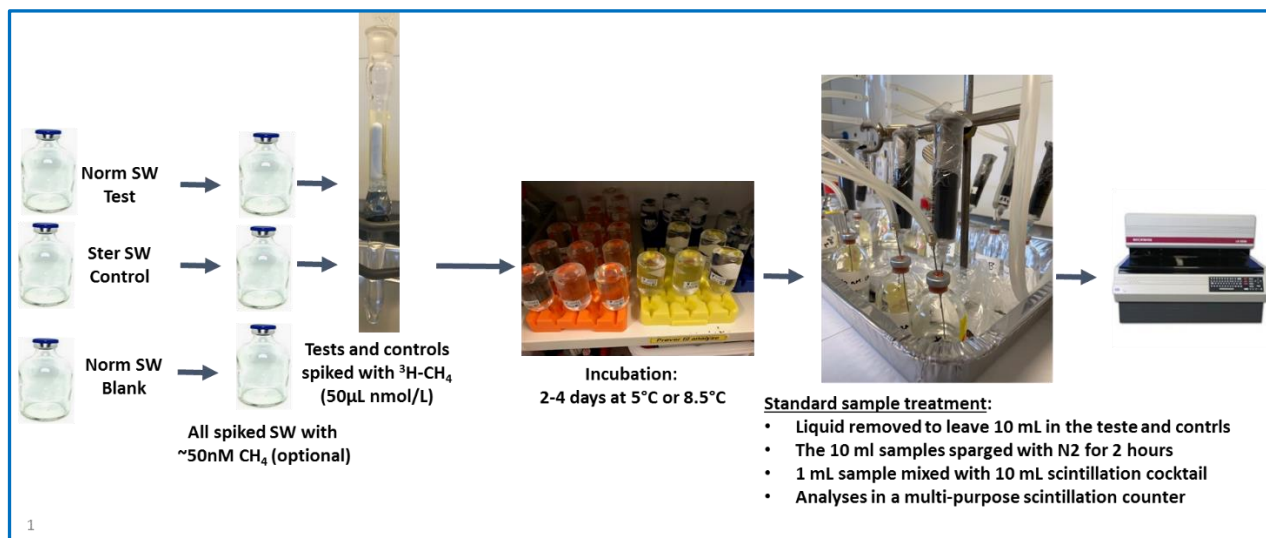 Norm SW
Test
Ster SW
Control
Norm SW
Blank
All spiked SW with
~50nM CH₄ (optional)
Tests and controls
spiked with ³H-CH₄
(50µL nmol/L)
Incubation:
2-4 days at 5°C or 8.5°C
Standard sample treatment:
• Liquid removed to leave 10 mL in the teste and contrls
• The 10 ml samples sparged with N2 for 2 hours
• 1 mL sample mixed with 10 mL scintillation cocktail
• Analyses in a multi-purpose scintillation counter
1